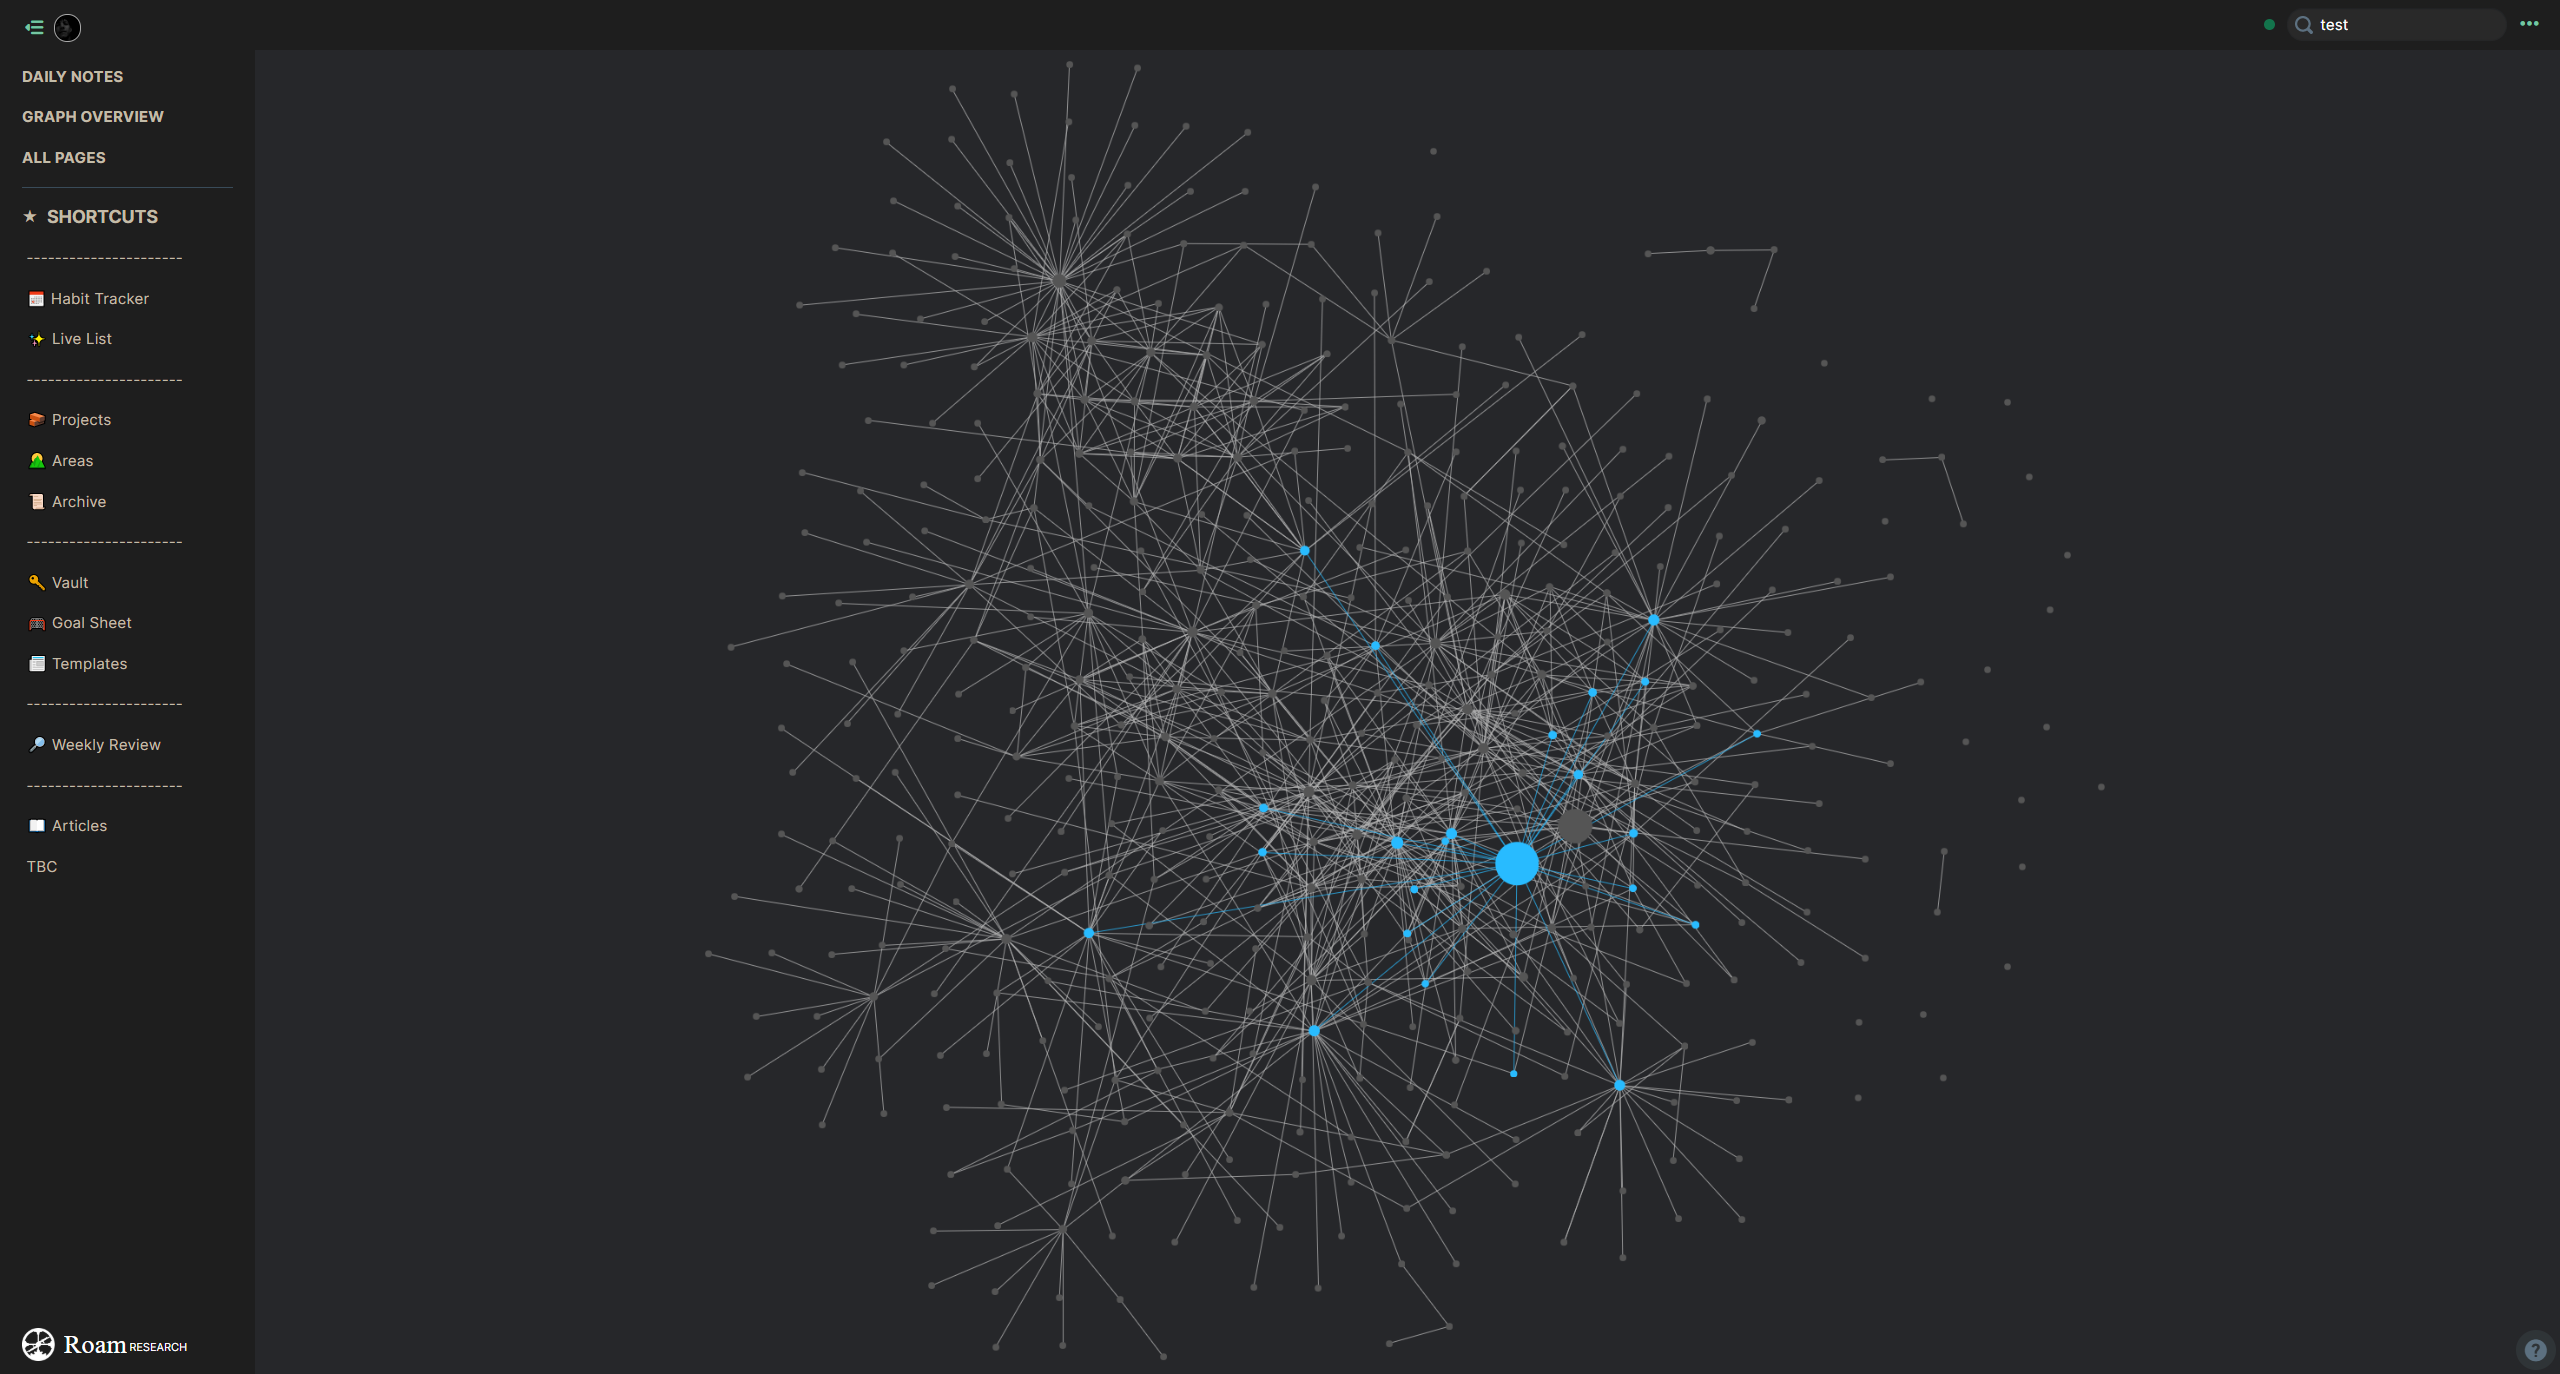 test
DAILY NOTES
GRAPH OVERVIEW
ALL PAGES
★ SHORTCUTS
----------------------
Habit Tracker
Live List
----------------------
Projects
Areas
Archive
----------------------
Vault
Goal Sheet
Templates
----------------------
Weekly Review
----------------------
Articles
TBC
Roam RESEARCH
?